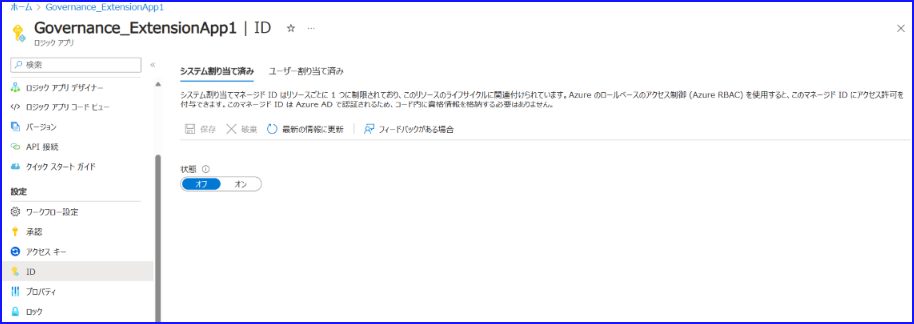 ホーム > Governance_ExtensionApp1
Governance_ExtensionApp1 | ID ☆ …
ロジック アプリ
検索
«
ロジック アプリ デザイナー
ロジック アプリ コード ビュー
バージョン
API 接続
クイック スタート ガイド
設定
ワークフロー設定
承認
アクセス キー
ID
プロパティ
ロック
システム割り当て済み ユーザー割り当て済み
システム割り当てマネージド ID はリソースごとに 1 つに制限されており、このリソースのライフサイクルに関連付けられています。Azure のロールベースのアクセス制御 (Azure RBAC) を使用すると、このマネージド ID にアクセス許可を
付与できます。このマネージド ID は Azure AD で認証されるため、コード内に資格情報を格納する必要はありません。
保存 破棄 最新の情報に更新 フィードバックがある場合
状態
オフ オン